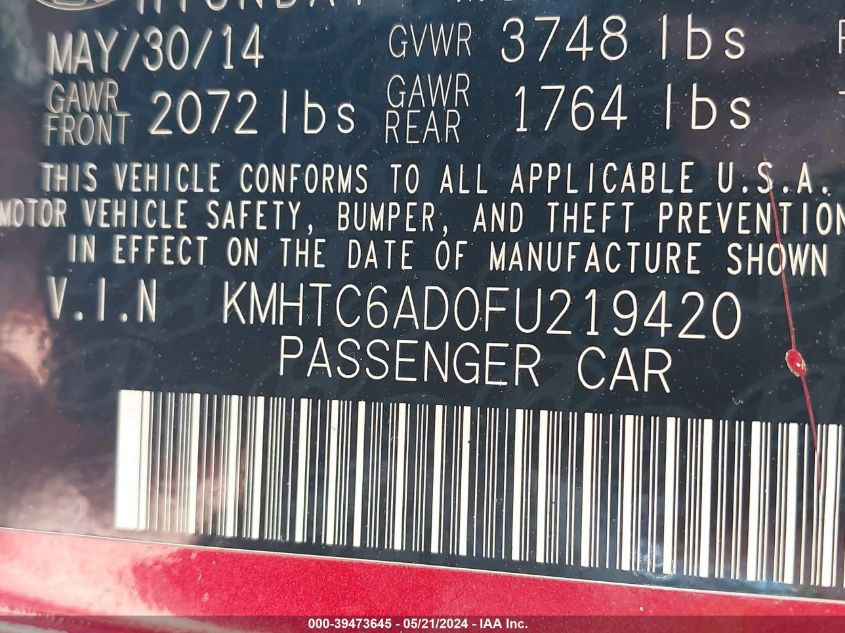 HYUNDAI
MAY/30/14 GVWR 3748 lbs
GAWR FRONT 2072 lbs GAWR REAR 1764 lbs
THIS VEHICLE CONFORMS TO ALL APPLICABLE U.S.A.
MOTOR VEHICLE SAFETY, BUMPER, AND THEFT PREVENTION
IN EFFECT ON THE DATE OF MANUFACTURE SHOWN
V.I.N KMHTC6AD0FU219420
PASSENGER CAR
000-39473645 - 05/21/2024 - IAA Inc.